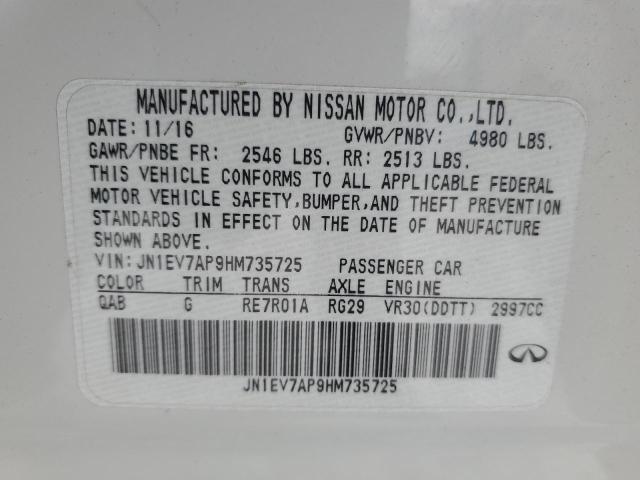 MANUFACTURED BY NISSAN MOTOR CO.,LTD.
DATE: 11/16 GVWR/PNBV: 4980 LBS.
GAWR/PNBE FR: 2546 LBS. RR: 2513 LBS.
THIS VEHICLE CONFORMS TO ALL APPLICABLE FEDERAL
MOTOR VEHICLE SAFETY,BUMPER,AND THEFT PREVENTION
STANDARDS IN EFFECT ON THE DATE OF MANUFACTURE
SHOWN ABOVE.
VIN: JN1EV7AP9HM735725 PASSENGER CAR
COLOR TRIM TRANS AXLE ENGINE
QAB G RE7R01A RG29 VR30(DDTT) 2997CC
JN1EV7AP9HM735725